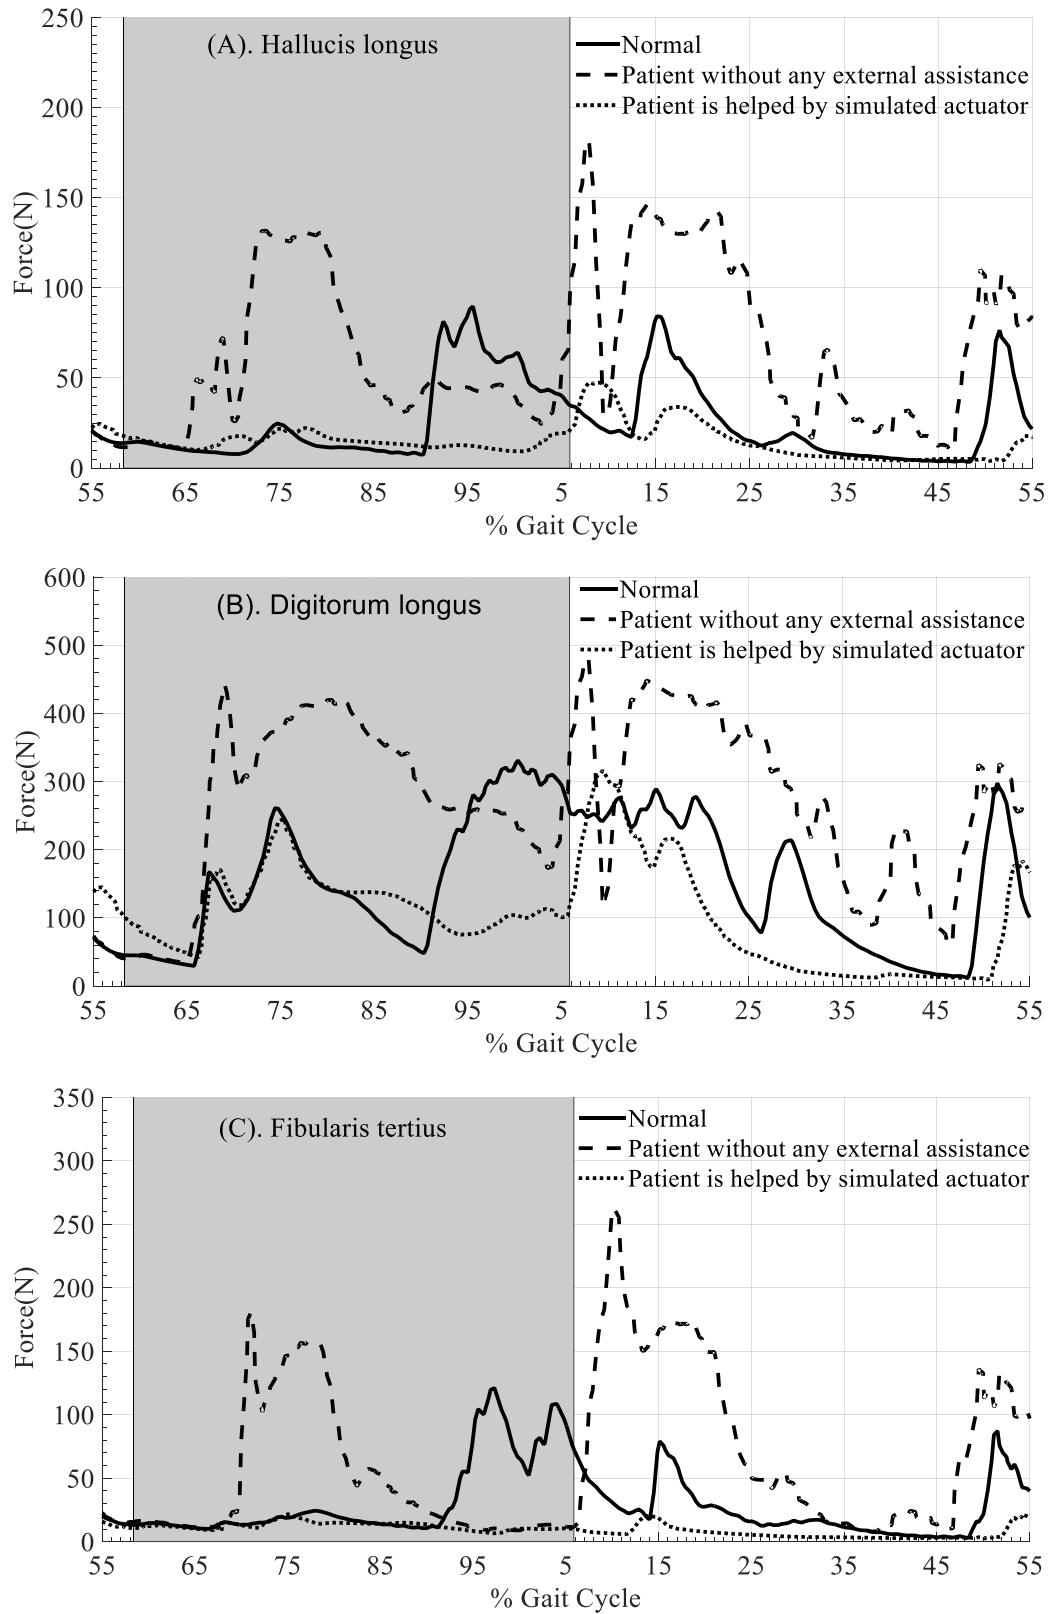 250
(A). Hallucis longus
Normal
Patient without any external assistance
Patient is helped by simulated actuator
200
150
100
50
0
Force(N)
55 65 75 85 95 5 15 25 35 45 55
% Gait Cycle
600
(B). Digitorum longus
Normal
Patient without any external assistance
Patient is helped by simulated actuator
500
400
300
200
100
0
Force(N)
55 65 75 85 95 5 15 25 35 45 55
% Gait Cycle
350
(C). Fibularis tertius
Normal
Patient without any external assistance
Patient is helped by simulated actuator
300
250
200
150
100
50
0
Force(N)
55 65 75 85 95 5 15 25 35 45 55
% Gait Cycle